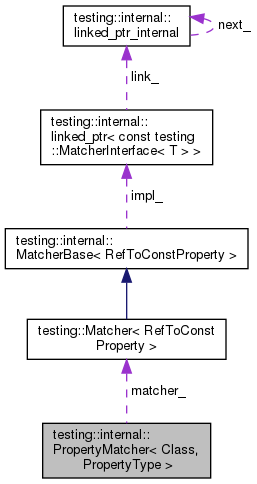 testing::internal::
linked_ptr_internal
next_
link_
testing::internal::
linked_ptr< const testing
::MatcherInterface< T > >
impl_
testing::internal::
MatcherBase< RefToConstProperty >
testing::Matcher< RefToConst
Property >
matcher_
testing::internal::
PropertyMatcher< Class,
PropertyType >